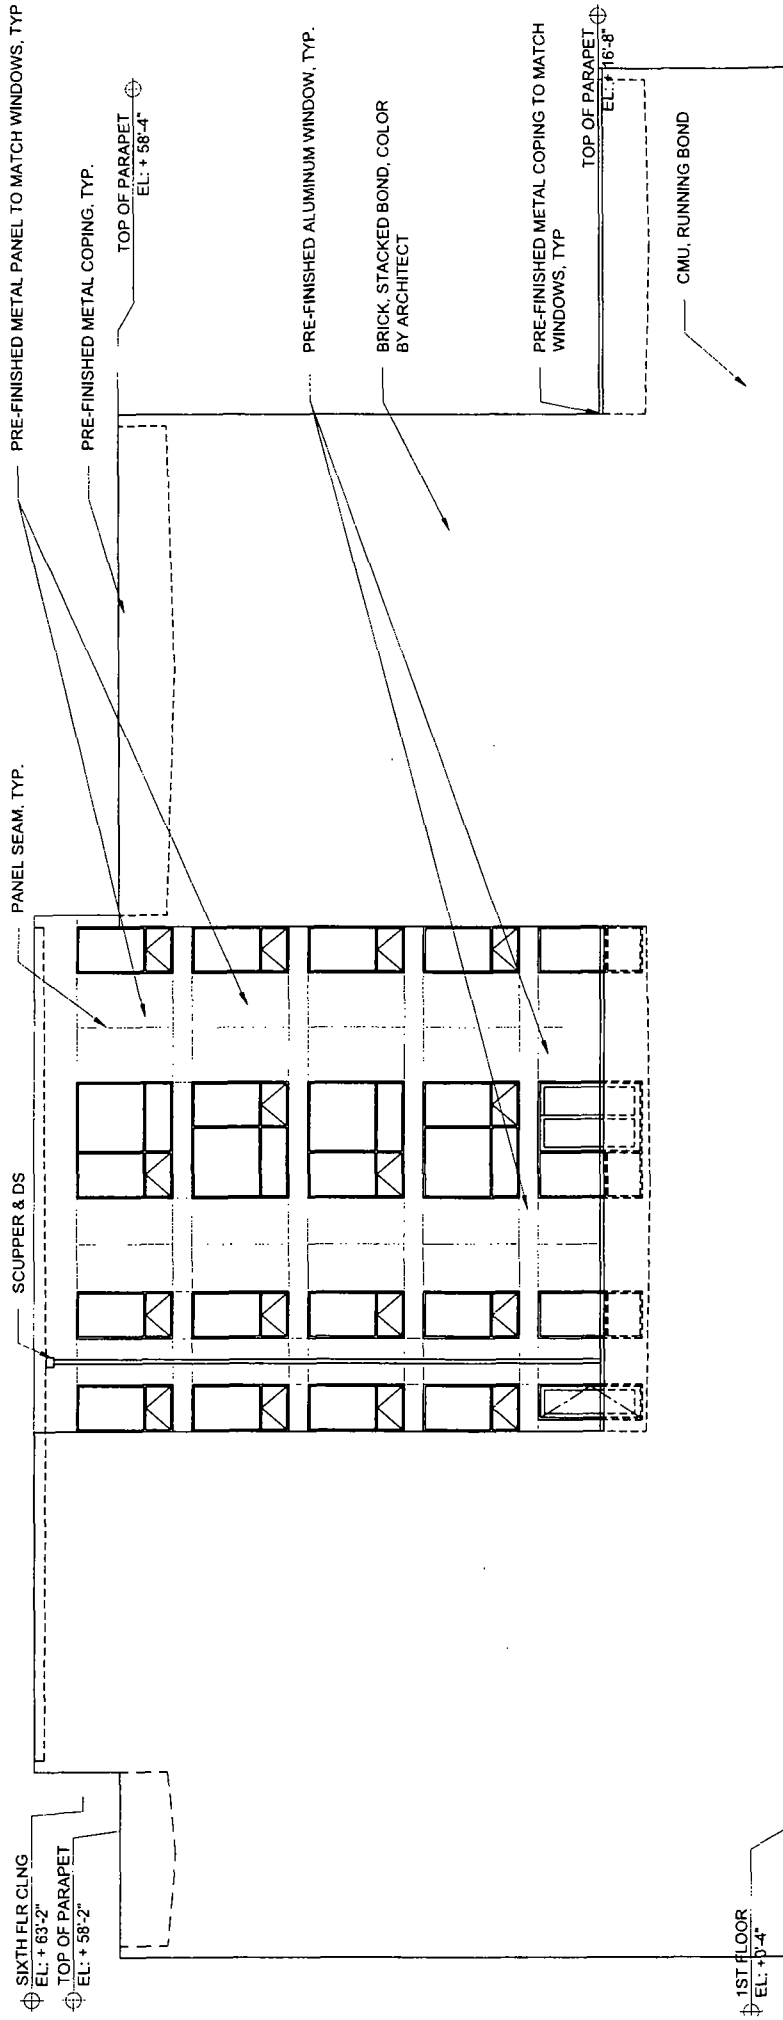 SIXTH FLR CLNG
EL: + 63'-2"
TOP OF PARAPET
EL: + 58'-2"
1ST FLOOR
EL: +0'-4"
SCUPPER & DS
PANEL SEAM, TYP.
PRE-FINISHED METAL PANEL TO MATCH WINDOWS, TYP
PRE-FINISHED METAL COPING, TYP.
TOP OF PARAPET
EL: + 58'-4"
PRE-FINISHED ALUMINUM WINDOW, TYP.
BRICK, STACKED BOND, COLOR
BY ARCHITECT
PRE-FINISHED METAL COPING TO MATCH
WINDOWS, TYP
TOP OF PARAPET
EL: + 16'-8"
CMU, RUNNING BOND